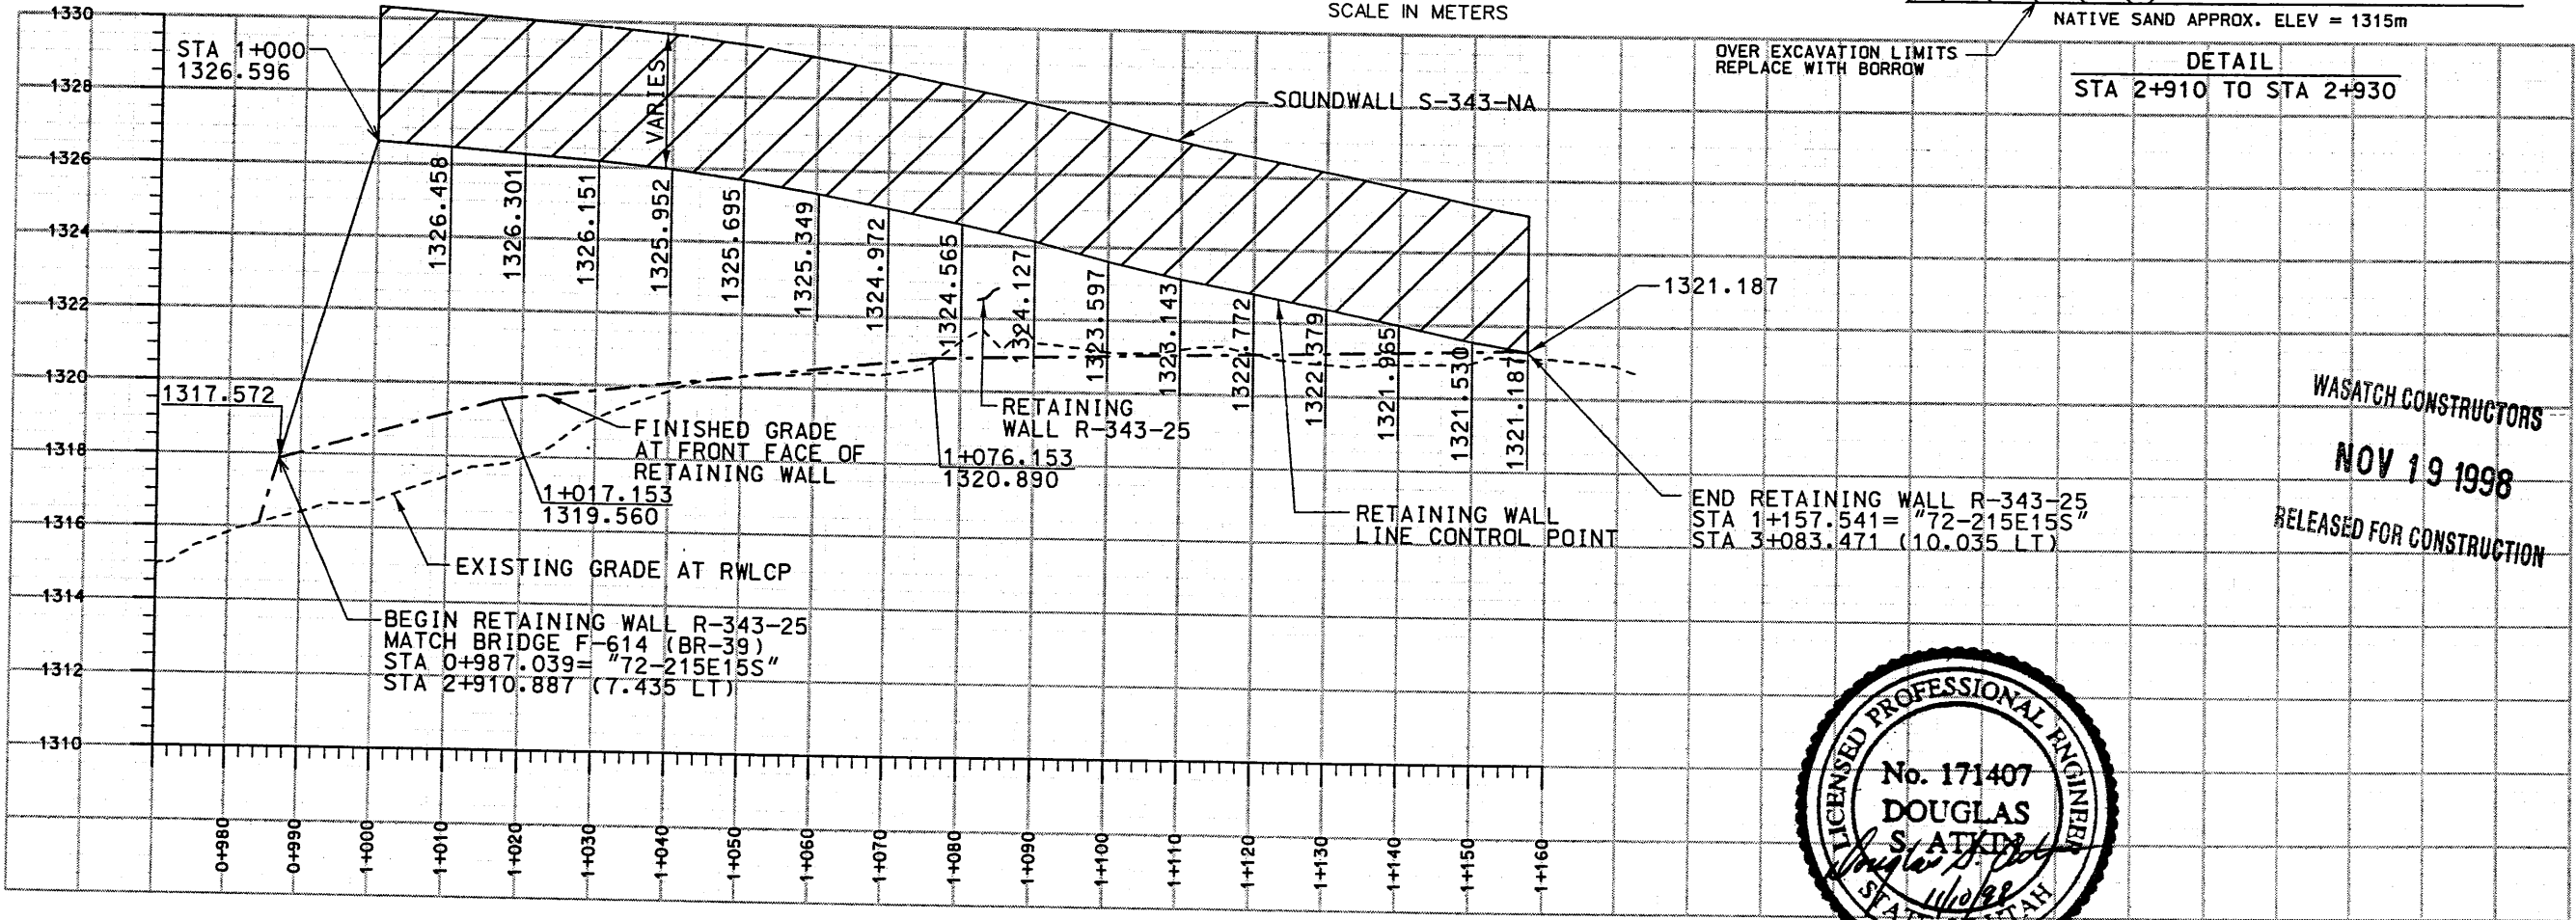 SCALE IN METERS
NATIVE SAND APPROX. ELEV = 1315m
OVER EXCAVATION LIMITS
REPLACE WITH BORROW
DETAIL
STA 2+910 TO STA 2+930
1330
1328
1326
1324
1322
1320
1318
1316
1314
1312
1310
STA 1+000
1326.596
VARIES
SOUNDWALL S-343-NA
1326.458
1326.301
1326.151
1325.952
1325.695
1325.349
1324.972
1324.565
1324.127
1323.597
1323.143
1322.772
1322.379
1321.965
1321.530
1321.187
1321.187
1317.572
FINISHED GRADE
AT FRONT FACE OF
RETAINING WALL
1+017.153
1319.560
RETAINING
WALL R-343-25
1+076.153
1320.890
EXISTING GRADE AT RWLCP
RETAINING WALL
LINE CONTROL POINT
END RETAINING WALL R-343-25
STA 1+157.541= "72-215E15S"
STA 3+083.471 (10.035 LT)
BEGIN RETAINING WALL R-343-25
MATCH BRIDGE F-614 (BR-39)
STA 0+987.039= "72-215E15S"
STA 2+910.887 (7.435 LT)
WASATCH CONSTRUCTORS
NOV 19 1998
RELEASED FOR CONSTRUCTION
LICENSED PROFESSIONAL ENGINEER
No. 171407
DOUGLAS
S. ATKIN
11/10/98
STATE OF UTAH
0+980
0+990
1+000
1+010
1+020
1+030
1+040
1+050
1+060
1+070
1+080
1+090
1+100
1+110
1+120
1+130
1+140
1+150
1+160